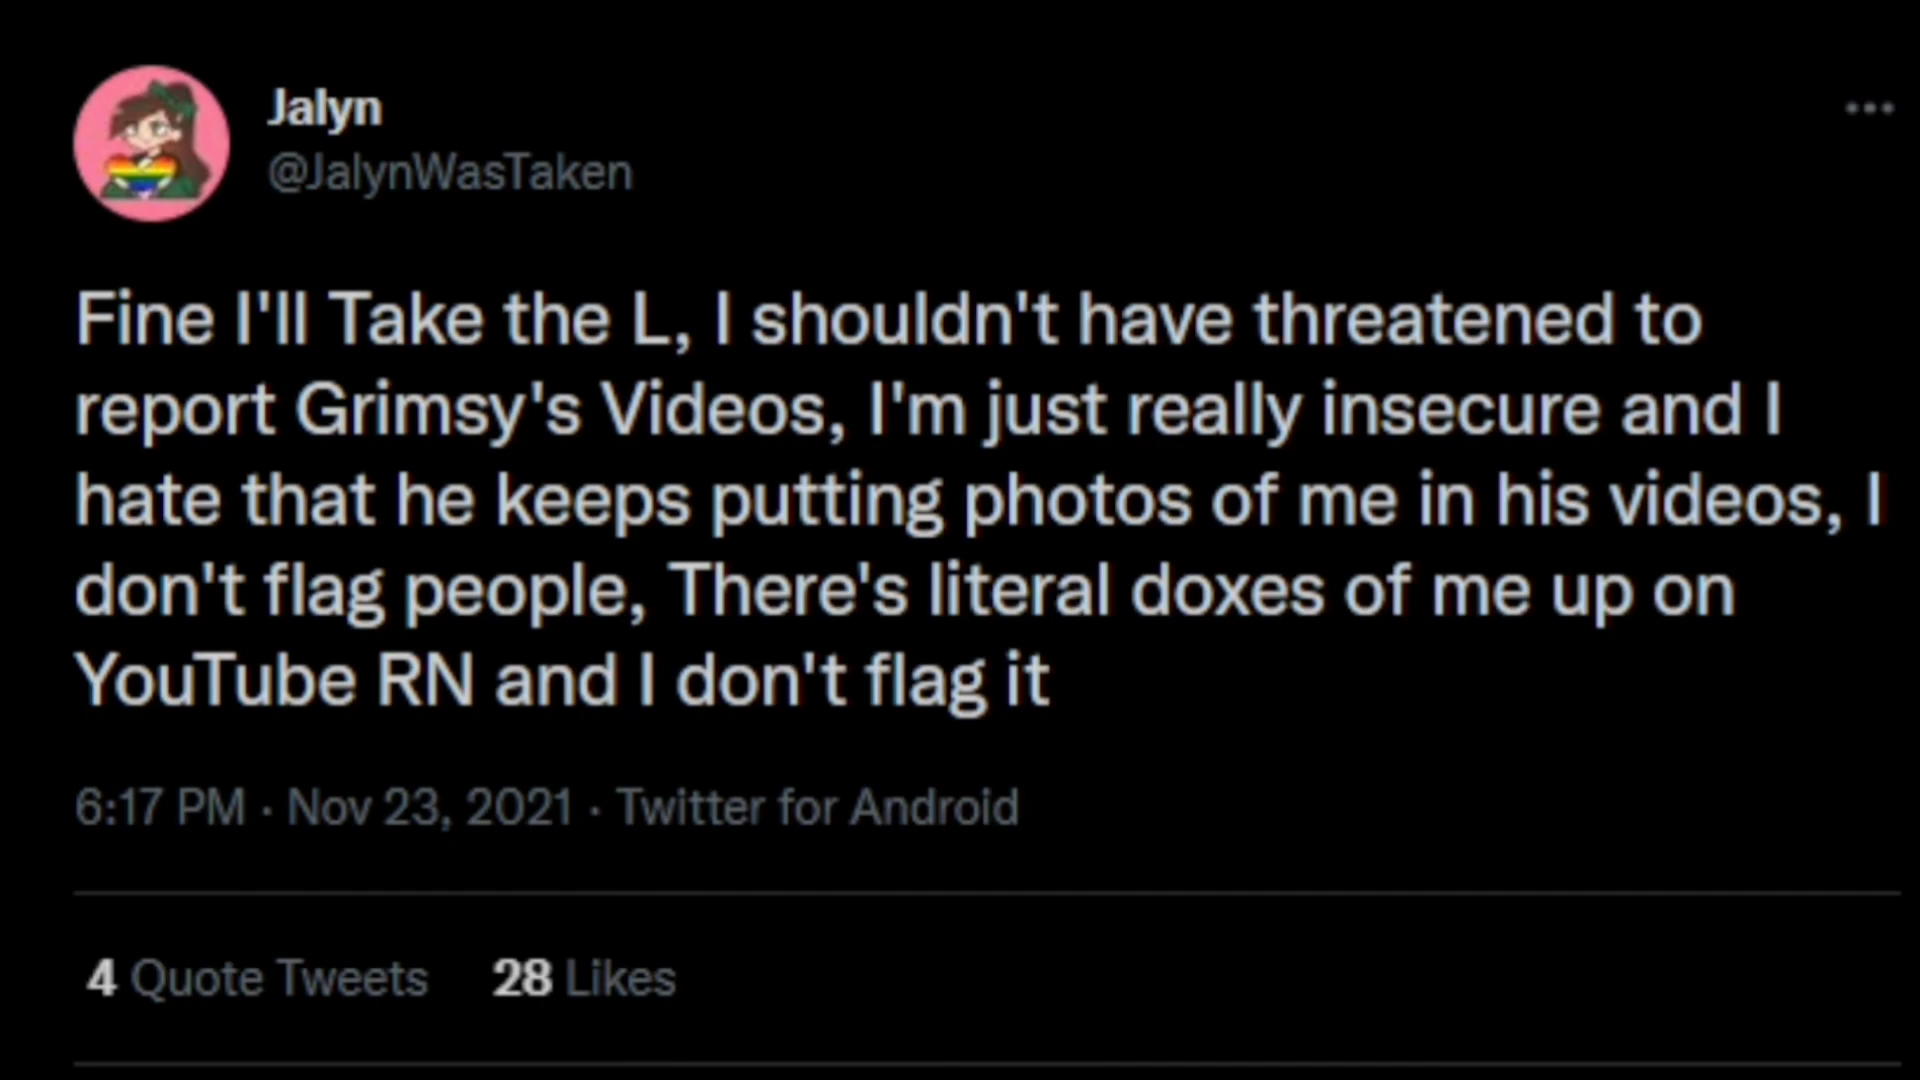 Jalyn
@JalynWasTaken
Fine I'll Take the L, I shouldn't have threatened to
report Grimsy's Videos, I'm just really insecure and I
hate that he keeps putting photos of me in his videos, I
don't flag people, There's literal doxes of me up on
YouTube RN and I don't flag it
6:17 PM · Nov 23, 2021 · Twitter for Android
4 Quote Tweets 28 Likes